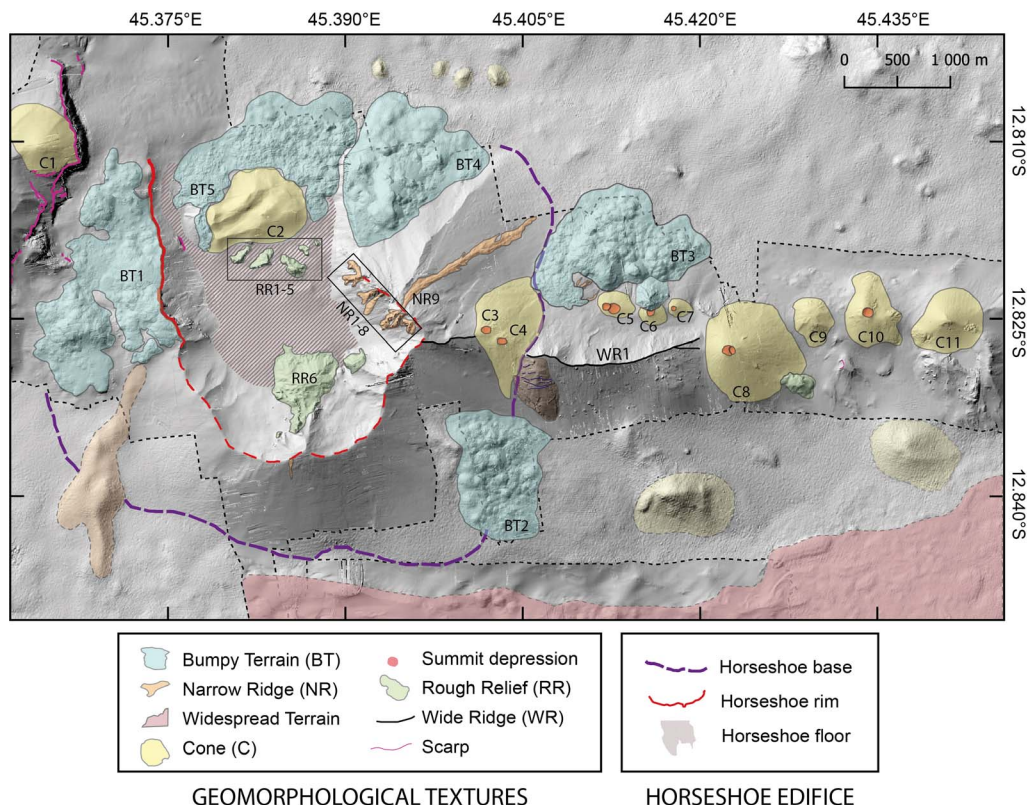 45.375°E 45.390°E 45.405°E 45.420°E 45.435°E
0 500 1 000 m
12.810°S
C1
BT4
BT5
C2
BT1
BT3
RR1-5
NR1-8
NR9
C3
C4
C5
C6
C7
C9
C10
C11
12.825°S
WR1
RR6
C8
12.840°S
BT2
Bumpy Terrain (BT)
Narrow Ridge (NR)
Widespread Terrain
Cone (C)
Summit depression
Rough Relief (RR)
Wide Ridge (WR)
Scarp
Horseshoe base
Horseshoe rim
Horseshoe floor
GEOMORPHOLOGICAL TEXTURES
HORSESHOE EDIFICE